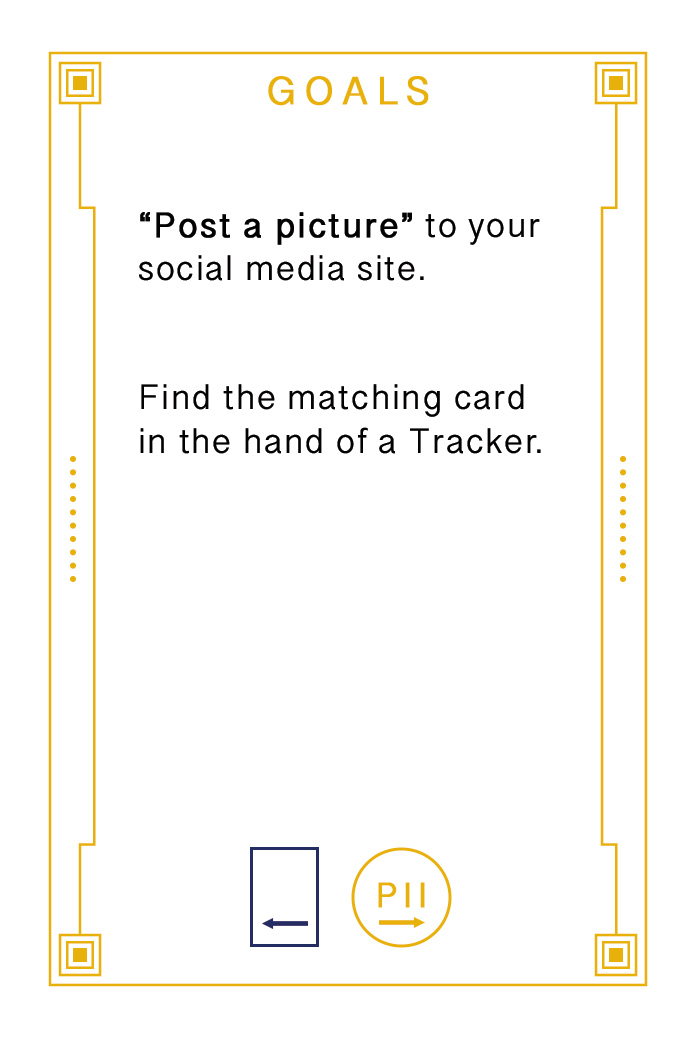 GOALS
“Post a picture” to your
social media site.
Find the matching card
in the hand of a Tracker.
PII